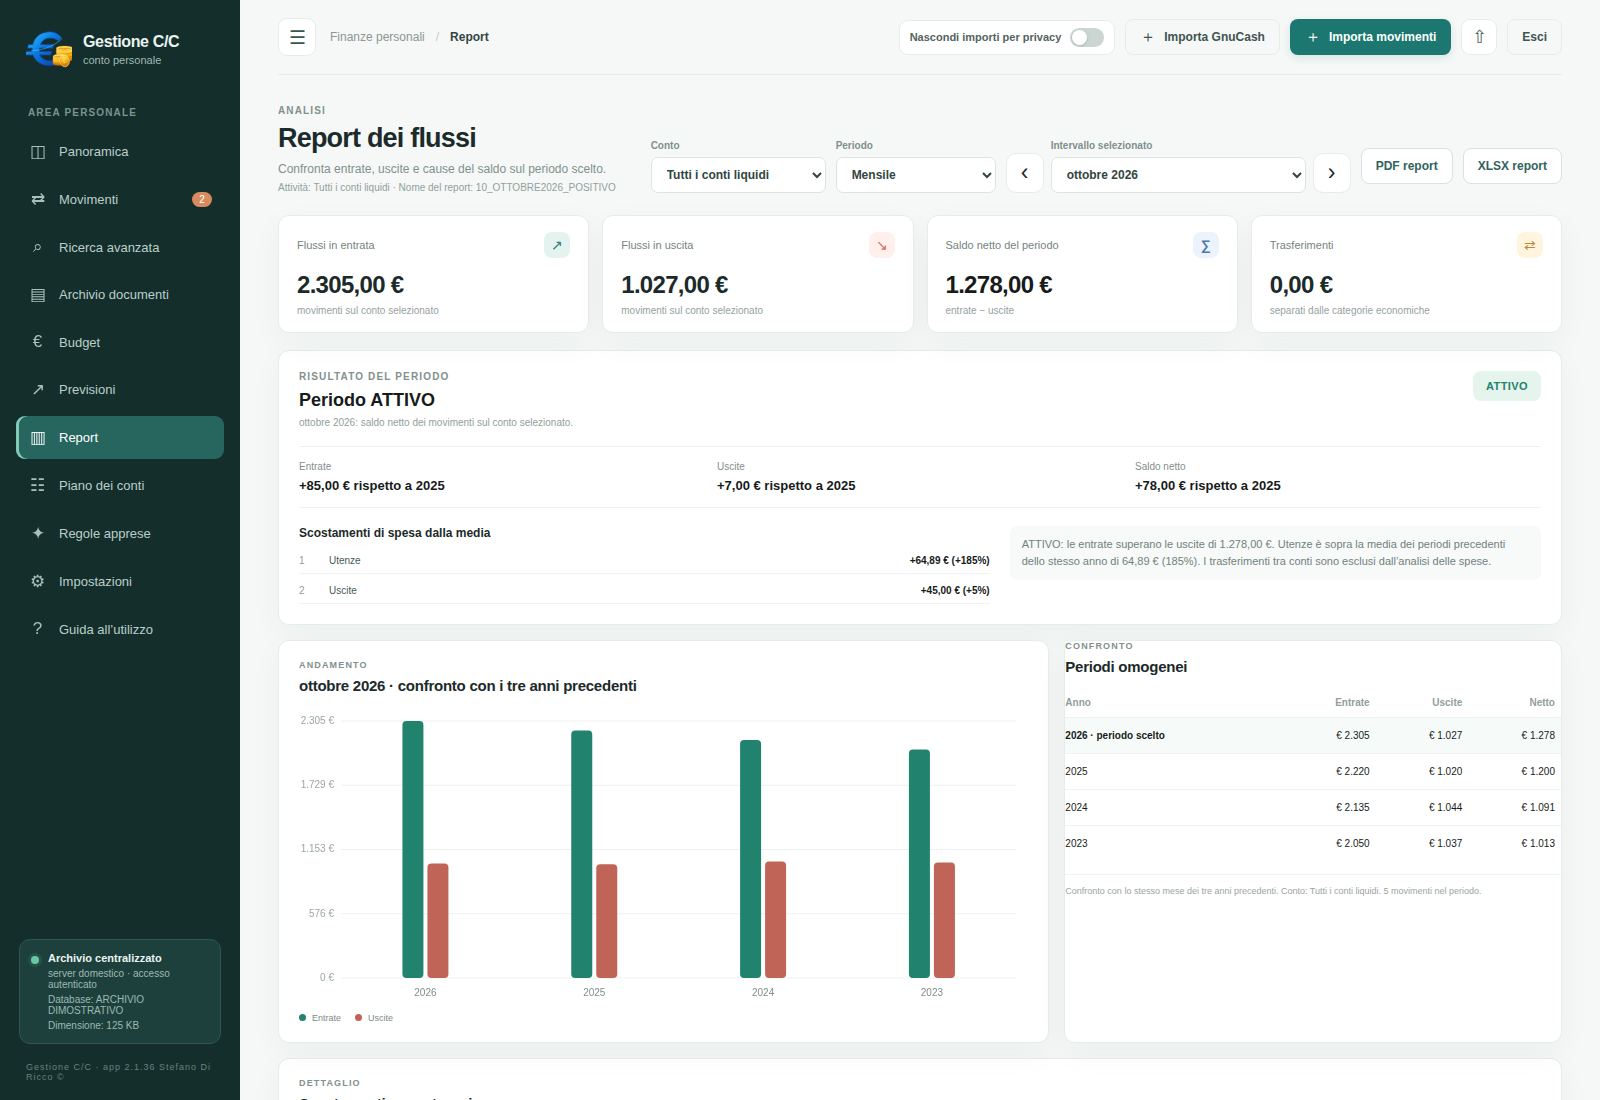 Gestione C/C
conto personale
AREA PERSONALE
Panoramica
Movimenti 2
Ricerca avanzata
Archivio documenti
Budget
Previsioni
Report
Piano dei conti
Regole apprese
Impostazioni
? Guida all'utilizzo
Archivio centralizzato
server domestico · accesso
autenticato
Database: ARCHIVIO
DIMOSTRATIVO
Dimensione: 125 KB
Gestione C/C · app 2.1.36 Stefano Di
Ricco ©
Finanze personali / Report
Nascondi importi per privacy
+ Importa GnuCash
+ Importa movimenti
Esci
ANALISI
Report dei flussi
Confronta entrate, uscite e cause del saldo sul periodo scelto.
Attività: Tutti i conti liquidi · Nome del report: 10_OTTOBRE2026_POSITIVO
Conto
Tutti i conti liquidi
Periodo
Mensile
‹
Intervallo selezionato
ottobre 2026
›
PDF report
XLSX report
Flussi in entrata
2.305,00 €
movimenti sul conto selezionato
Flussi in uscita
1.027,00 €
movimenti sul conto selezionato
Saldo netto del periodo ∑
1.278,00 €
entrate − uscite
Trasferimenti
0,00 €
separati dalle categorie economiche
RISULTATO DEL PERIODO
Periodo ATTIVO
ottobre 2026: saldo netto dei movimenti sul conto selezionato.
ATTIVO
Entrate
+85,00 € rispetto a 2025
Uscite
+7,00 € rispetto a 2025
Saldo netto
+78,00 € rispetto a 2025
Scostamenti di spesa dalla media
1 Utenze +64,89 € (+185%)
2 Uscite +45,00 € (+5%)
ATTIVO: le entrate superano le uscite di 1.278,00 €. Utenze è sopra la media dei periodi precedenti
dello stesso anno di 64,89 € (185%). I trasferimenti tra conti sono esclusi dall'analisi delle spese.
ANDAMENTO
ottobre 2026 · confronto con i tre anni precedenti
2.305 €
1.729 €
1.153 €
576 €
0 €
2026 2025 2024 2023
Entrate Uscite
CONFRONTO
Periodi omogenei
Anno Entrate Uscite Netto
2026 · periodo scelto € 2.305 € 1.027 € 1.278
2025 € 2.220 € 1.020 € 1.200
2024 € 2.135 € 1.044 € 1.091
2023 € 2.050 € 1.037 € 1.013
Confronto con lo stesso mese dei tre anni precedenti. Conto: Tutti i conti liquidi. 5 movimenti nel periodo.
DETTAGLIO